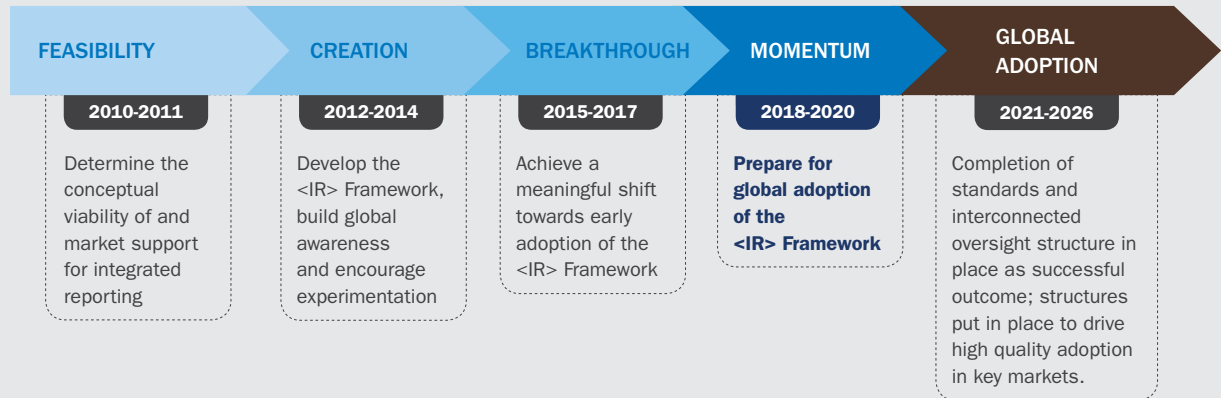 FEASIBILITY
2010-2011
Determine the
conceptual
viability of and
market support
for integrated
reporting
CREATION
2012-2014
Develop the
<IR> Framework,
build global
awareness
and encourage
experimentation
BREAKTHROUGH
2015-2017
Achieve a
meaningful shift
towards early
adoption of the
<IR> Framework
MOMENTUM
2018-2020
Prepare for
global adoption
of the
<IR> Framework
GLOBAL
ADOPTION
2021-2026
Completion of
standards and
interconnected
oversight structure in
place as successful
outcome; structures
put in place to drive
high quality adoption
in key markets.